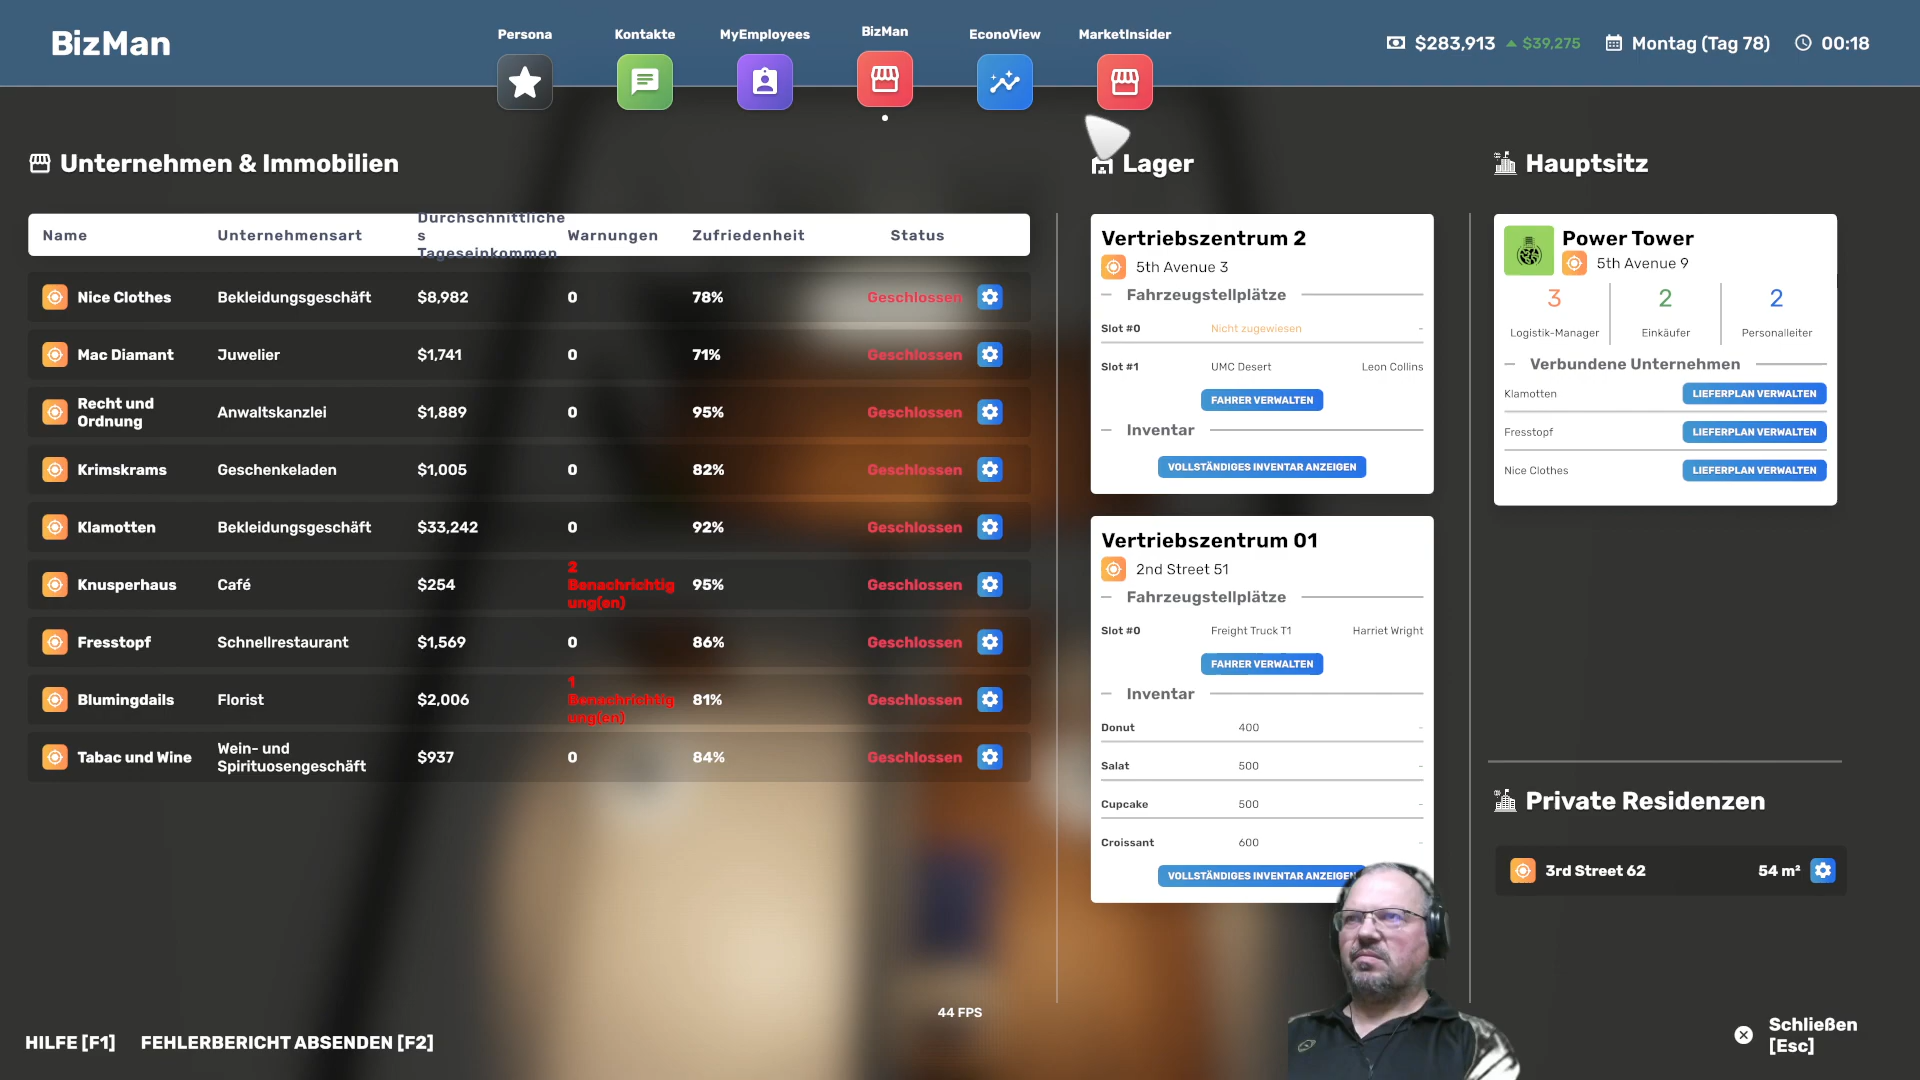 BizMan
Persona
Kontakte
MyEmployees
BizMan
EconoView
MarketInsider
$283,913
$39,275
Montag (Tag 78)
00:18
Unternehmen & Immobilien
Name
Unternehmensart
Durchschnittliche
s
Tageseinkommen
Warnungen
Zufriedenheit
Status
Nice Clothes
Bekleidungsgeschäft
$8,982
0
78%
Geschlossen
Mac Diamant
Juwelier
$1,741
0
71%
Geschlossen
Recht und
Ordnung
Anwaltskanzlei
$1,889
0
95%
Geschlossen
Krimskrams
Geschenkeladen
$1,005
0
82%
Geschlossen
Klamotten
Bekleidungsgeschäft
$33,242
0
92%
Geschlossen
Knusperhaus
Café
$254
2
Benachrichtig
ung(en)
95%
Geschlossen
Fresstopf
Schnellrestaurant
$1,569
0
86%
Geschlossen
Blumingdails
Florist
$2,006
1
Benachrichtig
ung(en)
81%
Geschlossen
Tabac und Wine
Wein- und
Spirituosengeschäft
$937
0
84%
Geschlossen
Lager
Vertriebszentrum 2
5th Avenue 3
Fahrzeugstellplätze
Slot #0
Nicht zugewiesen
-
Slot #1
UMC Desert
Leon Collins
FAHRER VERWALTEN
Inventar
VOLLSTÄNDIGES INVENTAR ANZEIGEN
Vertriebszentrum 01
2nd Street 51
Fahrzeugstellplätze
Slot #0
Freight Truck T1
Harriet Wright
FAHRER VERWALTEN
Inventar
Donut
400
-
Salat
500
-
Cupcake
500
-
Croissant
600
-
VOLLSTÄNDIGES INVENTAR ANZEIGEN
Hauptsitz
Power Tower
5th Avenue 9
3
2
2
Logistik-Manager
Einkäufer
Personalleiter
Verbundene Unternehmen
Klamotten
LIEFERPLAN VERWALTEN
Fresstopf
LIEFERPLAN VERWALTEN
Nice Clothes
LIEFERPLAN VERWALTEN
Private Residenzen
3rd Street 62
54 m²
44 FPS
HILFE [F1]
FEHLERBERICHT ABSENDEN [F2]
Schließen
[Esc]